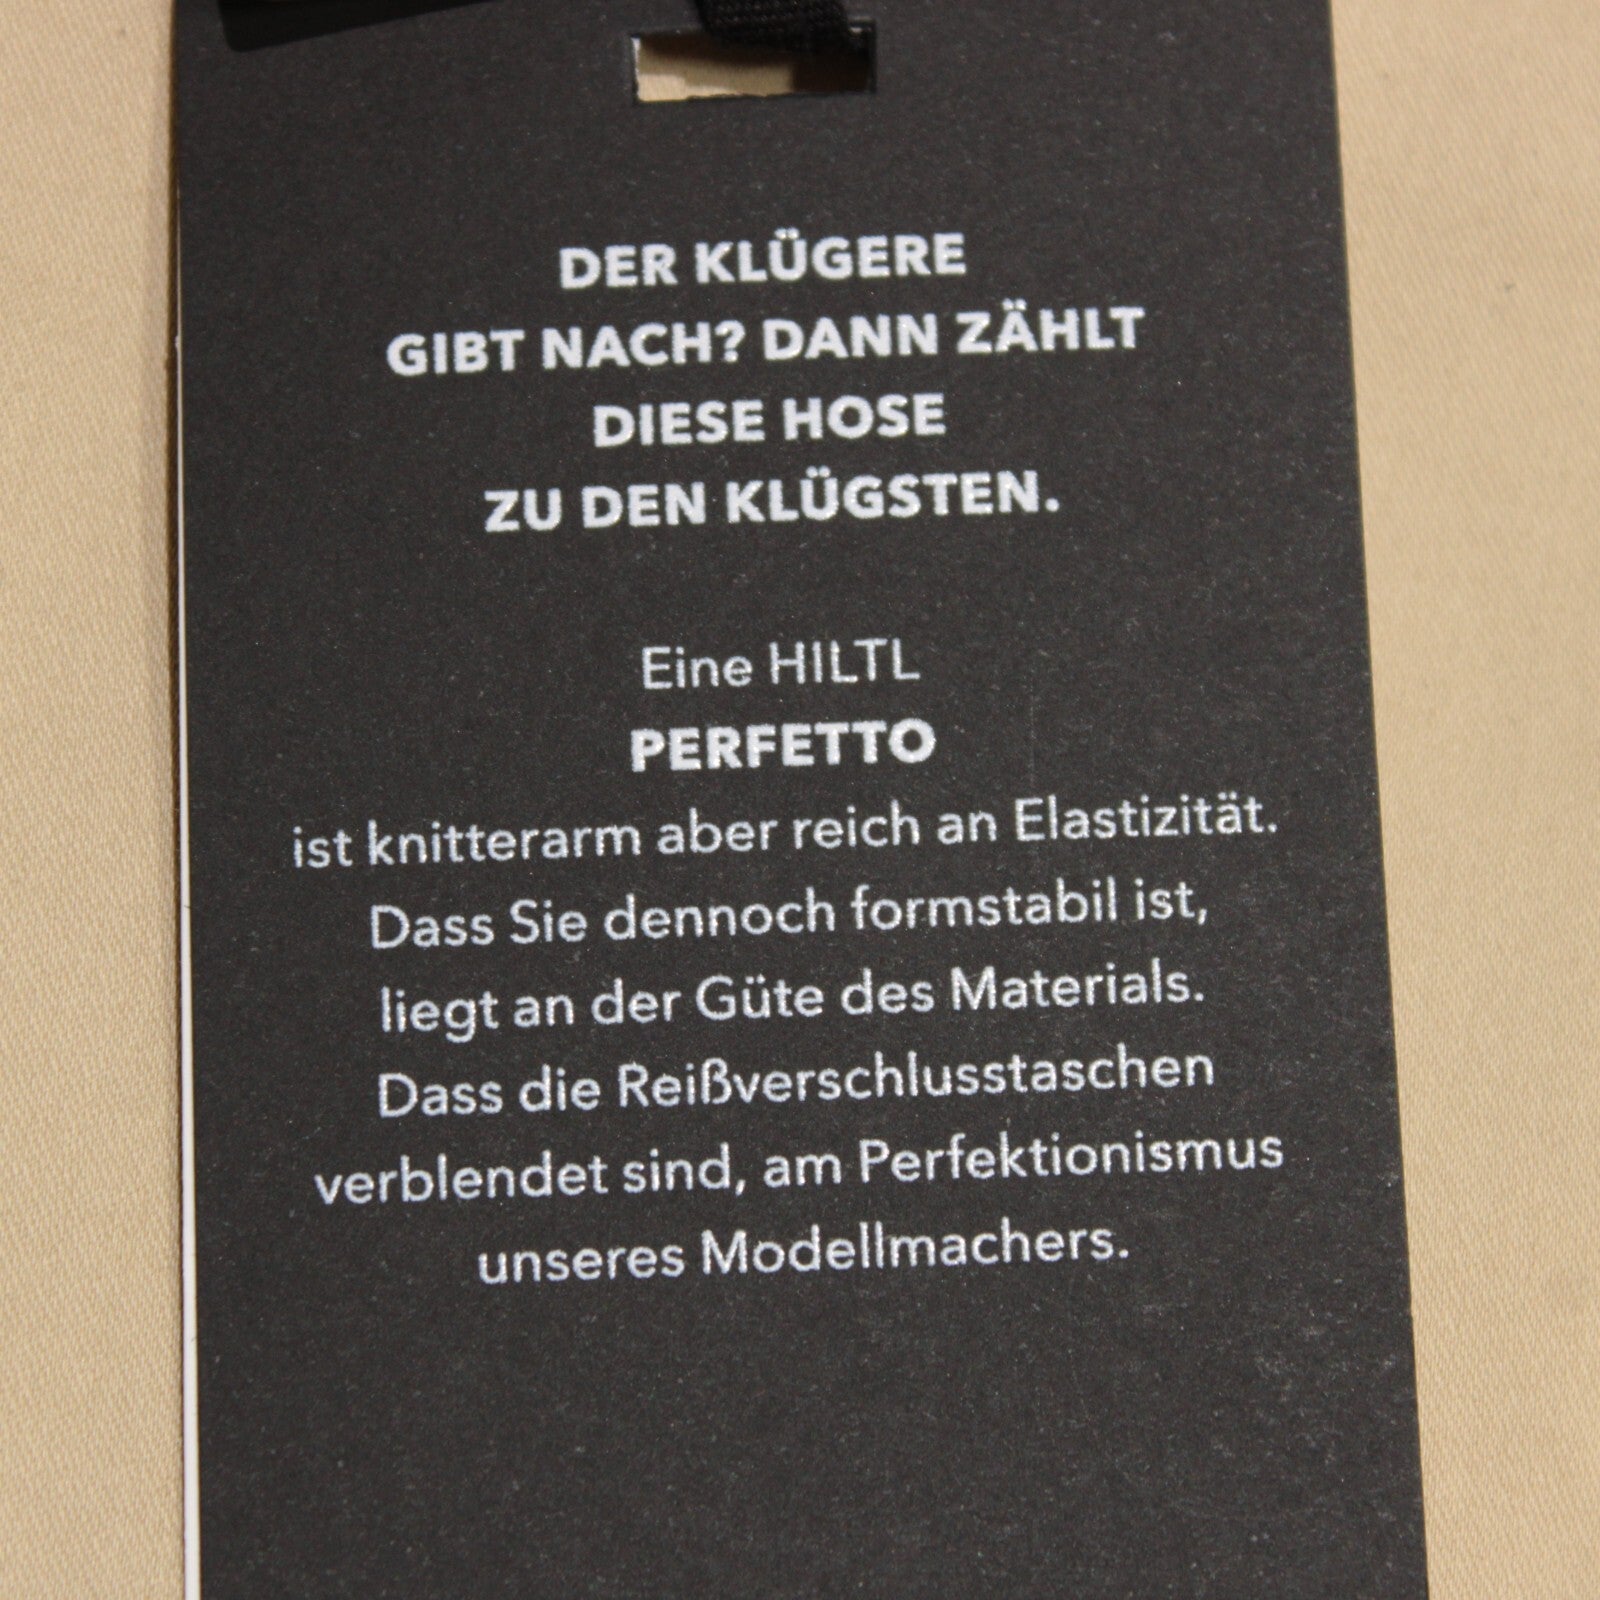 DER KLÜGERE
GIBT NACH? DANN ZÄHLT
DIESE HOSE
ZU DEN KLÜGSTEN.
Eine HILTL
PERFETTO
ist knitterarm aber reich an Elastizität.
Dass Sie dennoch formstabil ist,
liegt an der Güte des Materials.
Dass die Reißverschlusstaschen
verblendet sind, am Perfektionismus
unseres Modellmachers.